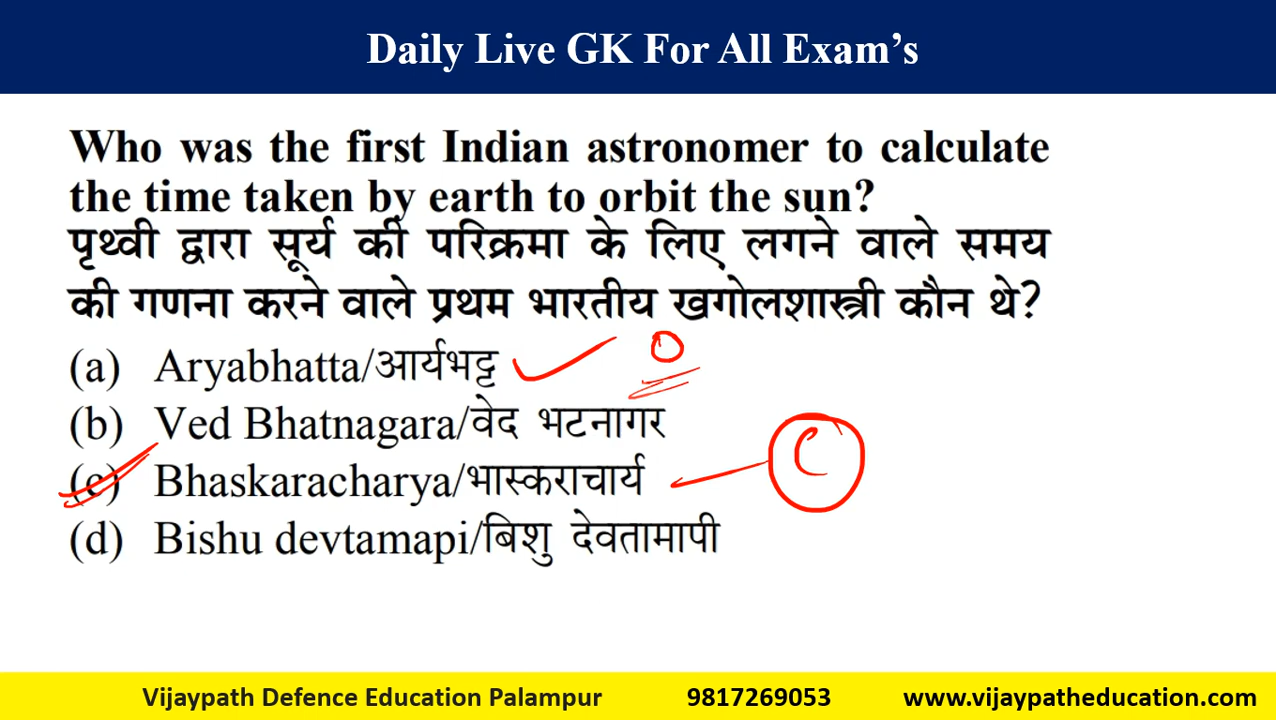 Daily Live GK For All Exam’s
Who was the first Indian astronomer to calculate
the time taken by earth to orbit the sun?
पृथ्वी द्वारा सूर्य की परिक्रमा के लिए लगने वाले समय
की गणना करने वाले प्रथम भारतीय खगोलशास्त्री कौन थे?
(a) Aryabhatta/आर्यभट्ट 0
(b) Ved Bhatnagara/वेद भटनागर
(c) Bhaskaracharya/भास्कराचार्य C
(d) Bishu devtamapi/बिशु देवतामापी
Vijaypath Defence Education Palampur 9817269053 www.vijaypatheducation.com